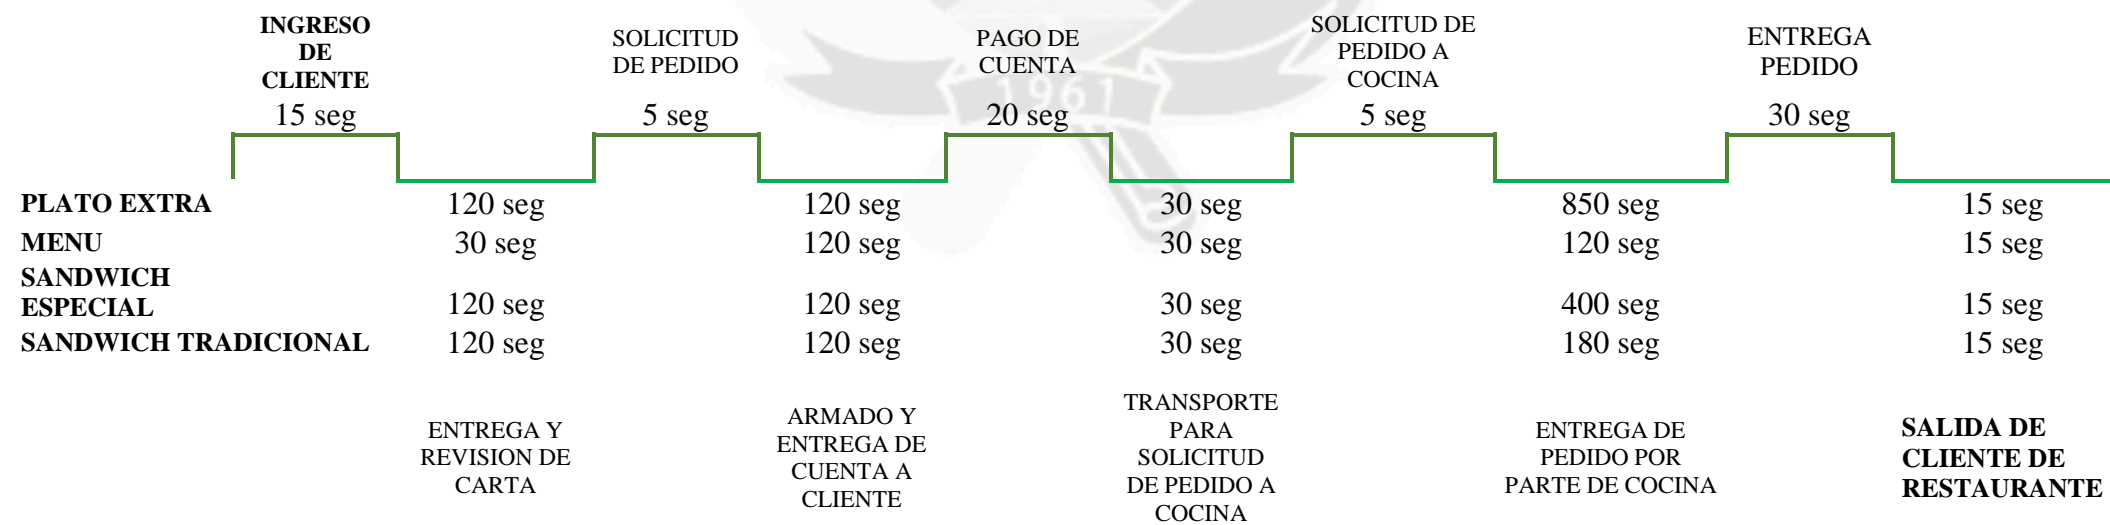 INGRESO
DE
CLIENTE
15 seg
SOLICITUD
DE PEDIDO
5 seg
PAGO DE
CUENTA
20 seg
SOLICITUD DE
PEDIDO A
COCINA
5 seg
ENTREGA
PEDIDO
30 seg
1961
PLATO EXTRA 120 seg 120 seg 30 seg 850 seg 15 seg
MENU 30 seg 120 seg 30 seg 120 seg 15 seg
SANDWICH
ESPECIAL 120 seg 120 seg 30 seg 400 seg 15 seg
SANDWICH TRADICIONAL 120 seg 120 seg 30 seg 180 seg 15 seg
ENTREGA Y
REVISION DE
CARTA
ARMADO Y
ENTREGA DE
CUENTA A
CLIENTE
TRANSPORTE
PARA
SOLICITUD
DE PEDIDO A
COCINA
ENTREGA DE
PEDIDO POR
PARTE DE COCINA
SALIDA DE
CLIENTE DE
RESTAURANTE